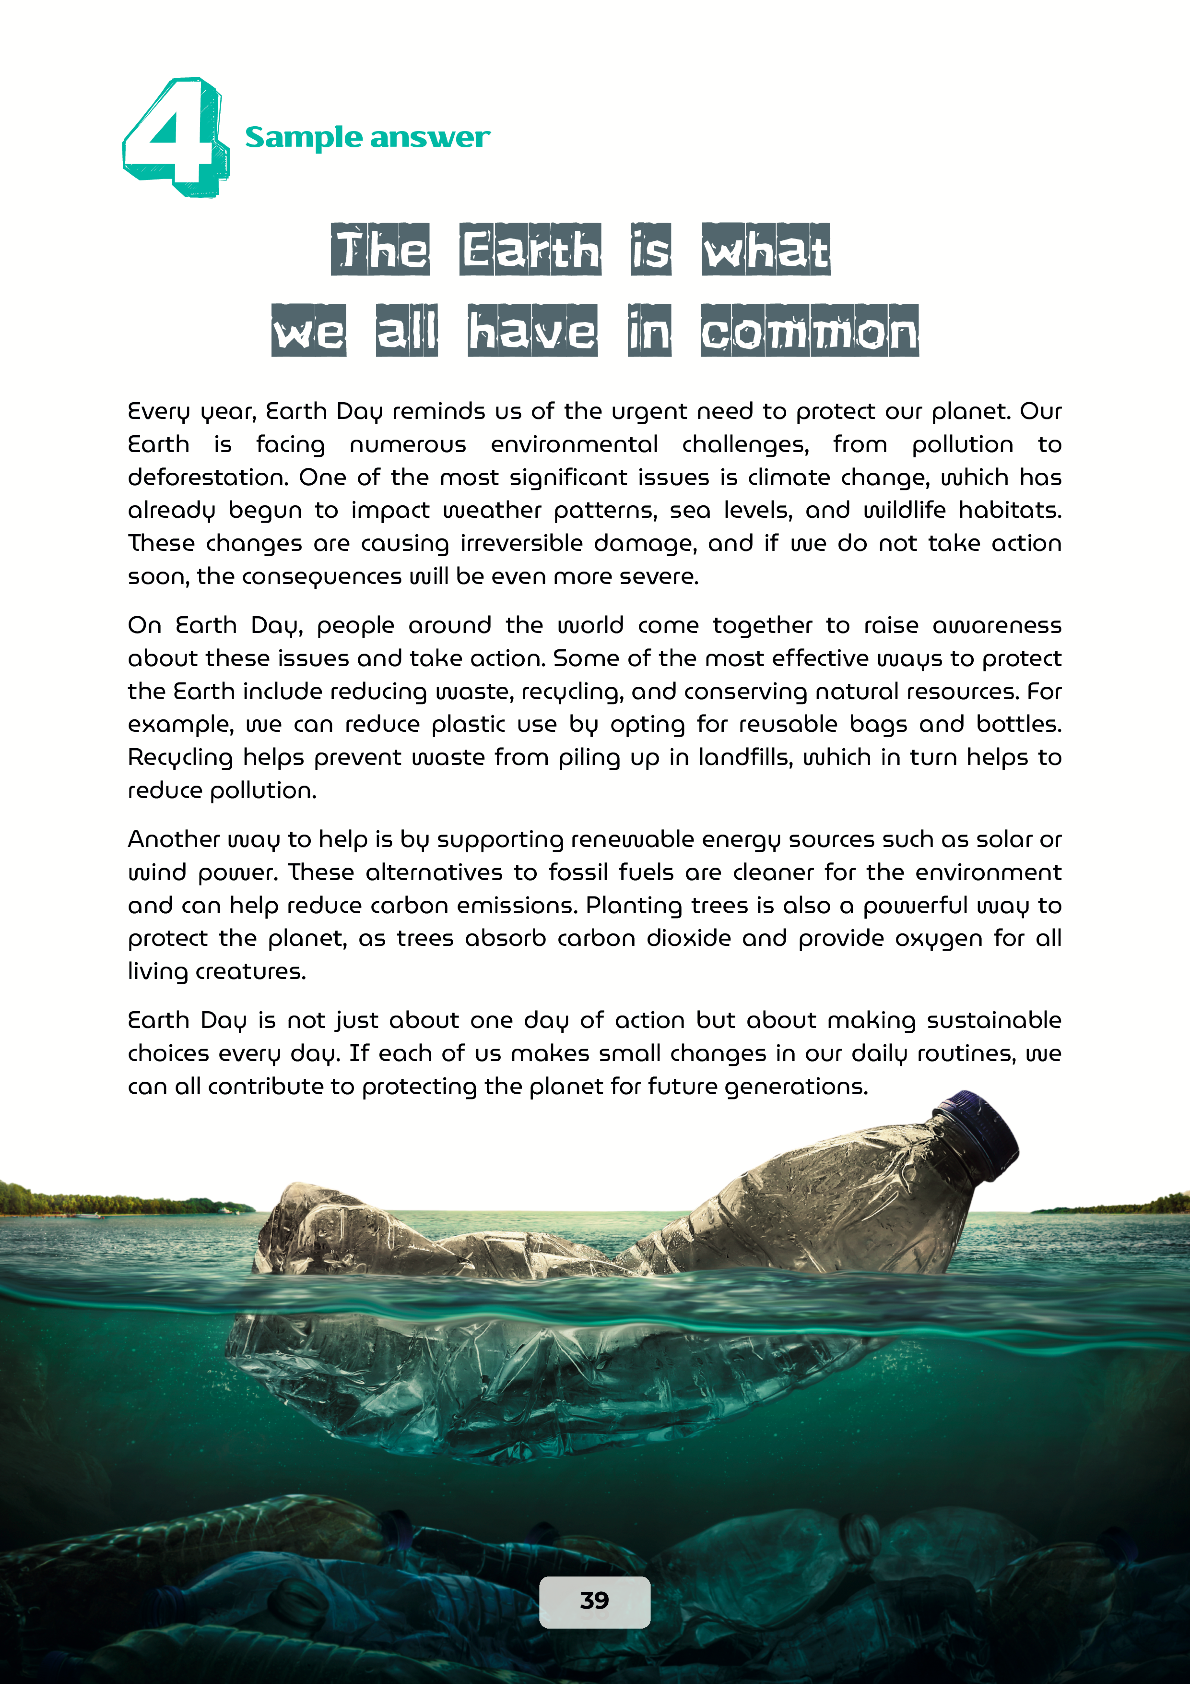 4
Sample answer
The Earth is what
we all have in common
Every year, Earth Day reminds us of the urgent need to protect our planet. Our
Earth is facing numerous environmental challenges, from pollution to
deforestation. One of the most significant issues is climate change, which has
already begun to impact weather patterns, sea levels, and wildlife habitats.
These changes are causing irreversible damage, and if we do not take action
soon, the consequences will be even more severe.
On Earth Day, people around the world come together to raise awareness
about these issues and take action. Some of the most effective ways to protect
the Earth include reducing waste, recycling, and conserving natural resources. For
example, we can reduce plastic use by opting for reusable bags and bottles.
Recycling helps prevent waste from piling up in landfills, which in turn helps to
reduce pollution.
Another way to help is by supporting renewable energy sources such as solar or
wind power. These alternatives to fossil fuels are cleaner for the environment
and can help reduce carbon emissions. Planting trees is also a powerful way to
protect the planet, as trees absorb carbon dioxide and provide oxygen for all
living creatures.
Earth Day is not just about one day of action but about making sustainable
choices every day. If each of us makes small changes in our daily routines, we
can all contribute to protecting the planet for future generations.
39